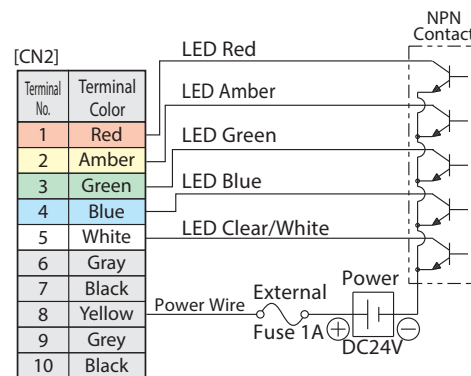 NPN
Contact
[CN2]
LED Red
Terminal No. Terminal Color
LED Amber
1 Red
2 Amber
LED Green
3 Green
LED Blue
4 Blue
LED Clear/White
5 White
6 Gray
7 Black
8 Yellow
Power Wire
External
Fuse 1A
Power
+
−
DC24V
9 Grey
10 Black